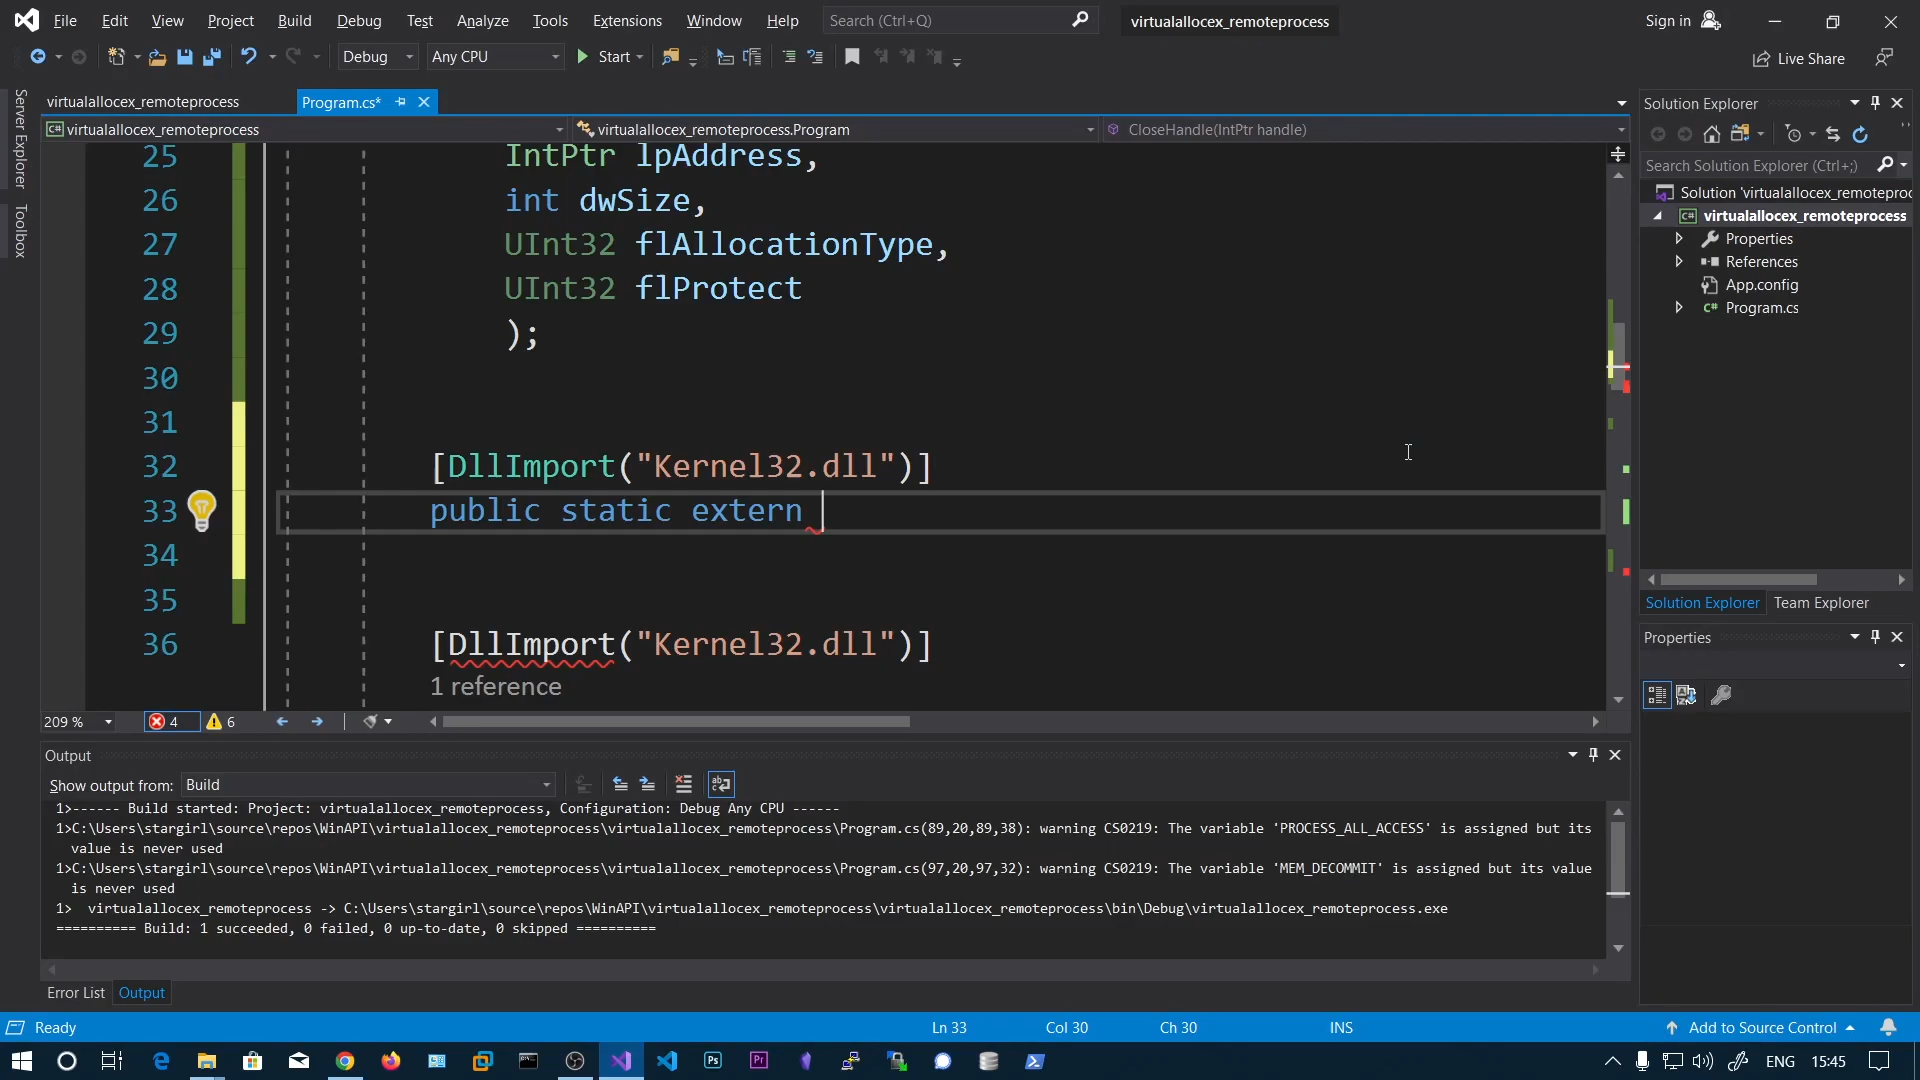 File Edit View Project Build Debug Test Analyze Tools Extensions Window Help Search (Ctrl+Q) virtualallocex_remoteprocess Sign in
Debug Any CPU Start Live Share
Server Explorer
Toolbox
virtualallocex_remoteprocess Program.cs*
C# virtualallocex_remoteprocess virtualallocex_remoteprocess.Program CloseHandle(IntPtr handle)
25 IntPtr lpAddress,
26 int dwSize,
27 UInt32 flAllocationType,
28 UInt32 flProtect
29 );
30
31
32 [DllImport("Kernel32.dll")]
33 public static extern
34
35
36 [DllImport("Kernel32.dll")]
1 reference
209 % 4 6
Output
Show output from: Build
1>------ Build started: Project: virtualallocex_remoteprocess, Configuration: Debug Any CPU ------
1>C:\Users\stargirl\source\repos\WinAPI\virtualallocex_remoteprocess\virtualallocex_remoteprocess\Program.cs(89,20,89,38): warning CS0219: The variable 'PROCESS_ALL_ACCESS' is assigned but its
value is never used
1>C:\Users\stargirl\source\repos\WinAPI\virtualallocex_remoteprocess\virtualallocex_remoteprocess\Program.cs(97,20,97,32): warning CS0219: The variable 'MEM_DECOMMIT' is assigned but its value
is never used
1> virtualallocex_remoteprocess -> C:\Users\stargirl\source\repos\WinAPI\virtualallocex_remoteprocess\virtualallocex_remoteprocess\bin\Debug\virtualallocex_remoteprocess.exe
========== Build: 1 succeeded, 0 failed, 0 up-to-date, 0 skipped ==========
Error List Output
Solution Explorer
Search Solution Explorer (Ctrl+;)
Solution 'virtualallocex_remoteproc
C# virtualallocex_remoteprocess
Properties
References
App.config
C# Program.cs
Solution Explorer Team Explorer
Properties
Ready Ln 33 Col 30 Ch 30 INS Add to Source Control
Ps Pr ENG 15:45